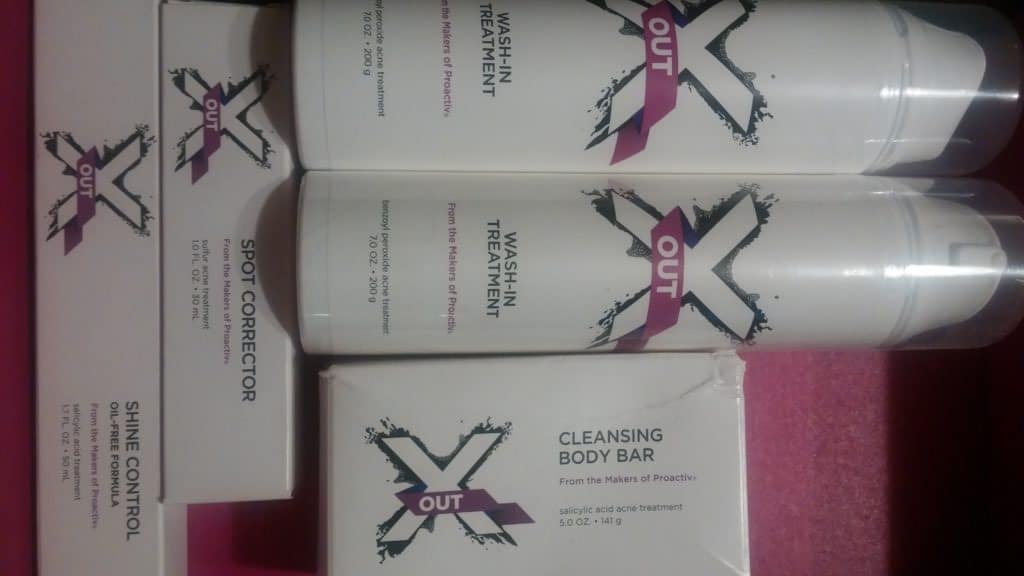 X OUT
SHINE CONTROL
OIL-FREE FORMULA
From the Makers of Proactiv®
salicylic acid treatment
1.7 FL. OZ. • 50 mL
X OUT
SPOT CORRECTOR
From the Makers of Proactiv®
sulfur acne treatment
1.0 FL. OZ. • 30 mL
X OUT
WASH-IN
TREATMENT
the Makers of Proactiv®
peroxide acne treatment
7.0 OZ. • 200 g
X OUT
WASH-IN
TREATMENT
From the Makers of Proactiv®
benzoyl peroxide acne treatment
7.0 OZ. • 200 g
X OUT
CLEANSING
BODY BAR
From the Makers of Proactiv®
salicylic acid acne treatment
5.0 OZ. • 141 g